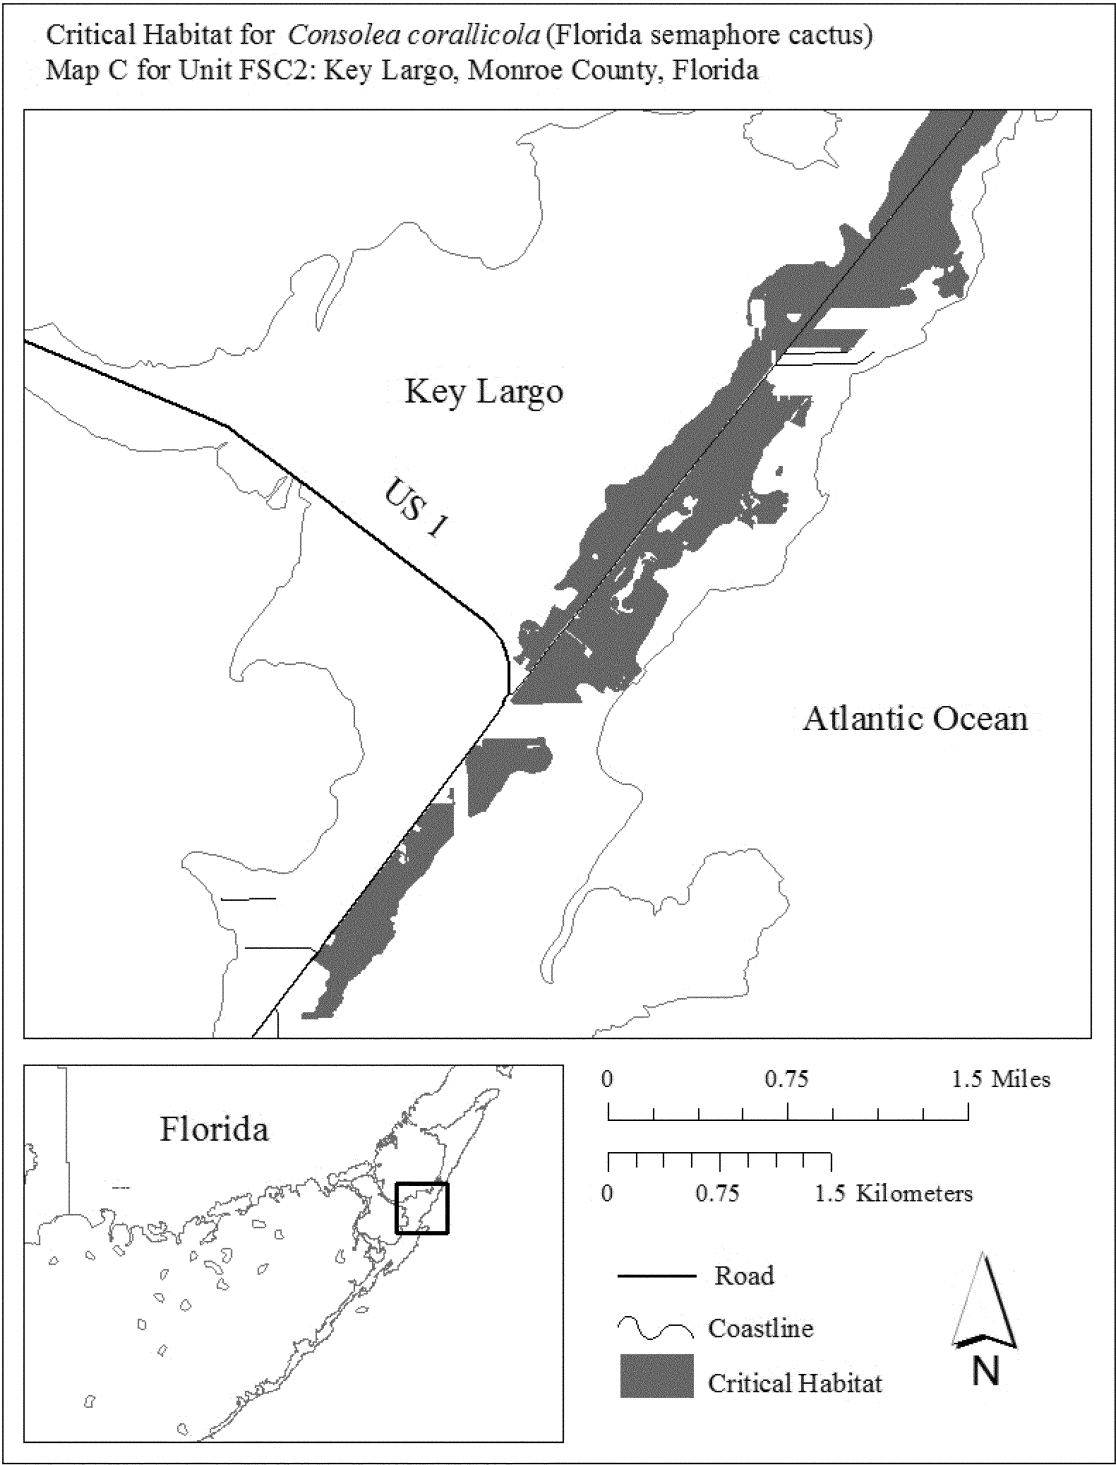 Critical Habitat for Consolea corallicola (Florida semaphore cactus)
Map C for Unit FSC2: Key Largo, Monroe County, Florida
Key Largo
US 1
Atlantic Ocean
Florida
0 0.75 1.5 Miles
0 0.75 1.5 Kilometers
Road
Coastline
Critical Habitat
N